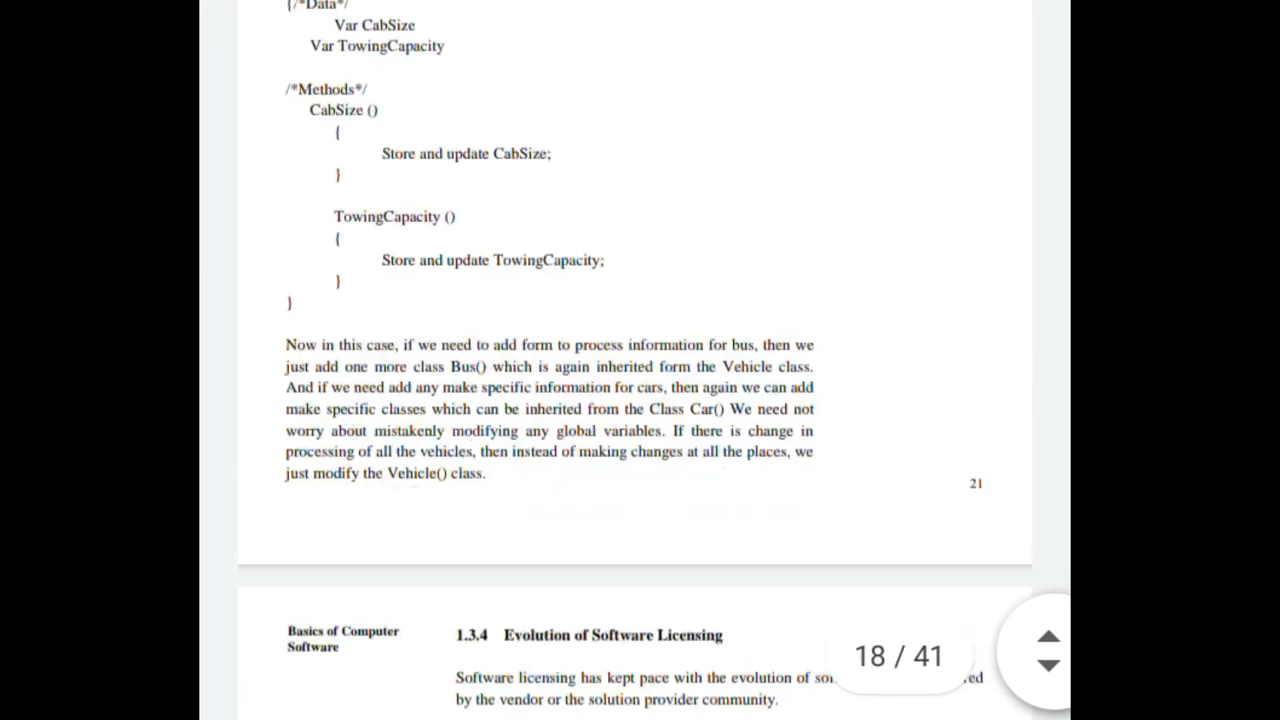 {/*Data*/
Var CabSize
Var TowingCapacity
/*Methods*/
CabSize ()
{
Store and update CabSize;
}
TowingCapacity ()
{
Store and update TowingCapacity;
}
}
Now in this case, if we need to add form to process information for bus, then we
just add one more class Bus() which is again inherited form the Vehicle class.
And if we need add any make specific information for cars, then again we can add
make specific classes which can be inherited from the Class Car() We need not
worry about mistakenly modifying any global variables. If there is change in
processing of all the vehicles, then instead of making changes at all the places, we
just modify the Vehicle() class.
21
Basics of Computer
Software
1.3.4 Evolution of Software Licensing
Software licensing has kept pace with the evolution of
by the vendor or the solution provider community.
18 / 41